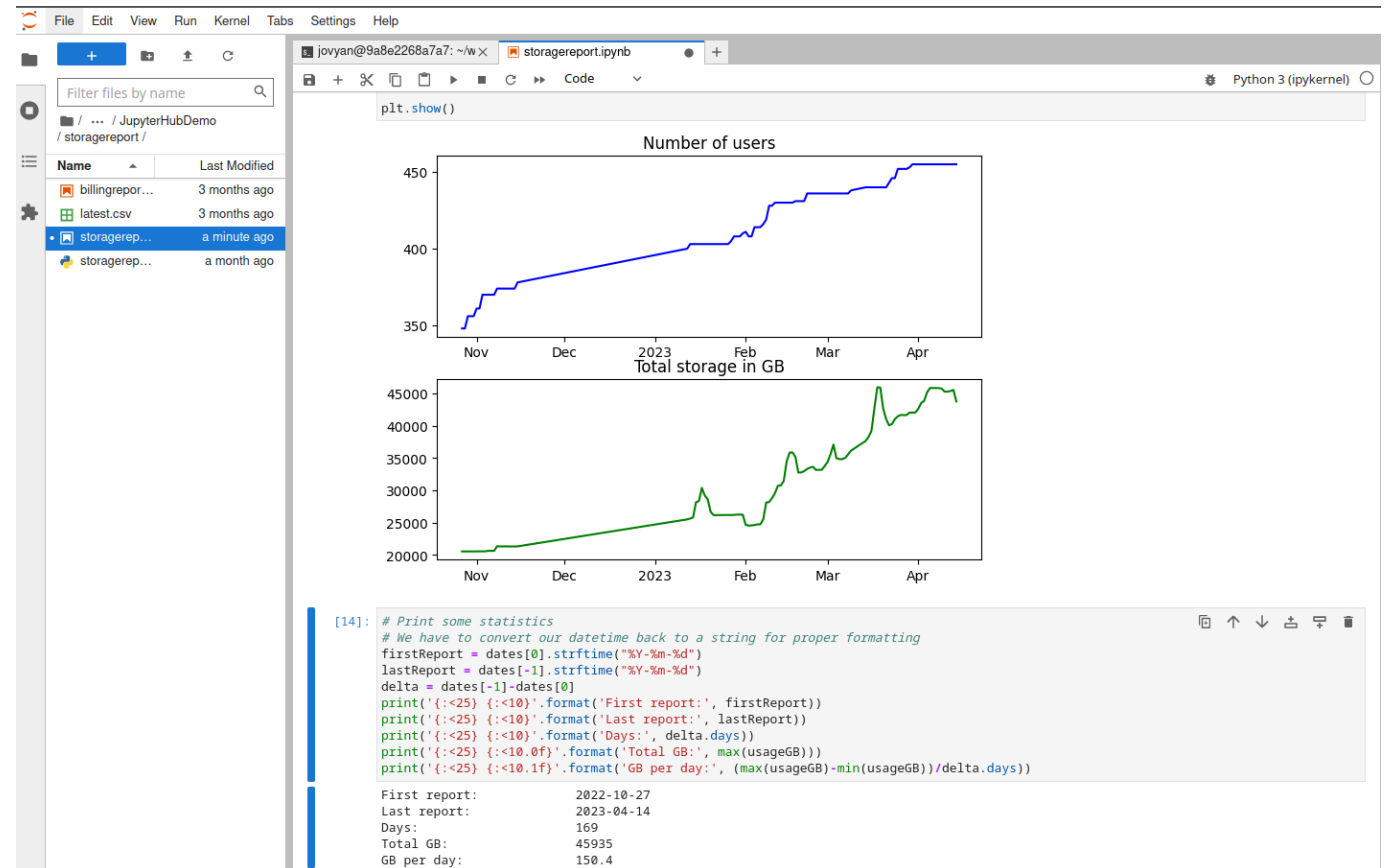 File Edit View Run Kernel Tabs Settings Help
jovyan@9a8e2268a7a7: ~/w
storagereport.ipynb
Code
Python 3 (ipykernel)
Filter files by name
/ ··· / JupyterHubDemo
/ storagereport /
Name Last Modified
billingrepor... 3 months ago
latest.csv 3 months ago
storagerep... a minute ago
storagerep... a month ago
plt.show()
Number of users
450
400
350
Nov Dec 2023 Feb Mar Apr
Total storage in GB
45000
40000
35000
30000
25000
20000
Nov Dec 2023 Feb Mar Apr
[14]:
# Print some statistics
# We have to convert our datetime back to a string for proper formatting
firstReport = dates[0].strftime("%Y-%m-%d")
lastReport = dates[-1].strftime("%Y-%m-%d")
delta = dates[-1]-dates[0]
print('{:<25} {:<10}'.format('First report:', firstReport))
print('{:<25} {:<10}'.format('Last report:', lastReport))
print('{:<25} {:<10}'.format('Days:', delta.days))
print('{:<25} {:<10.0f}'.format('Total GB:', max(usageGB)))
print('{:<25} {:<10.1f}'.format('GB per day:', (max(usageGB)-min(usageGB))/delta.days))
First report: 2022-10-27
Last report: 2023-04-14
Days: 169
Total GB: 45935
GB per day: 150.4